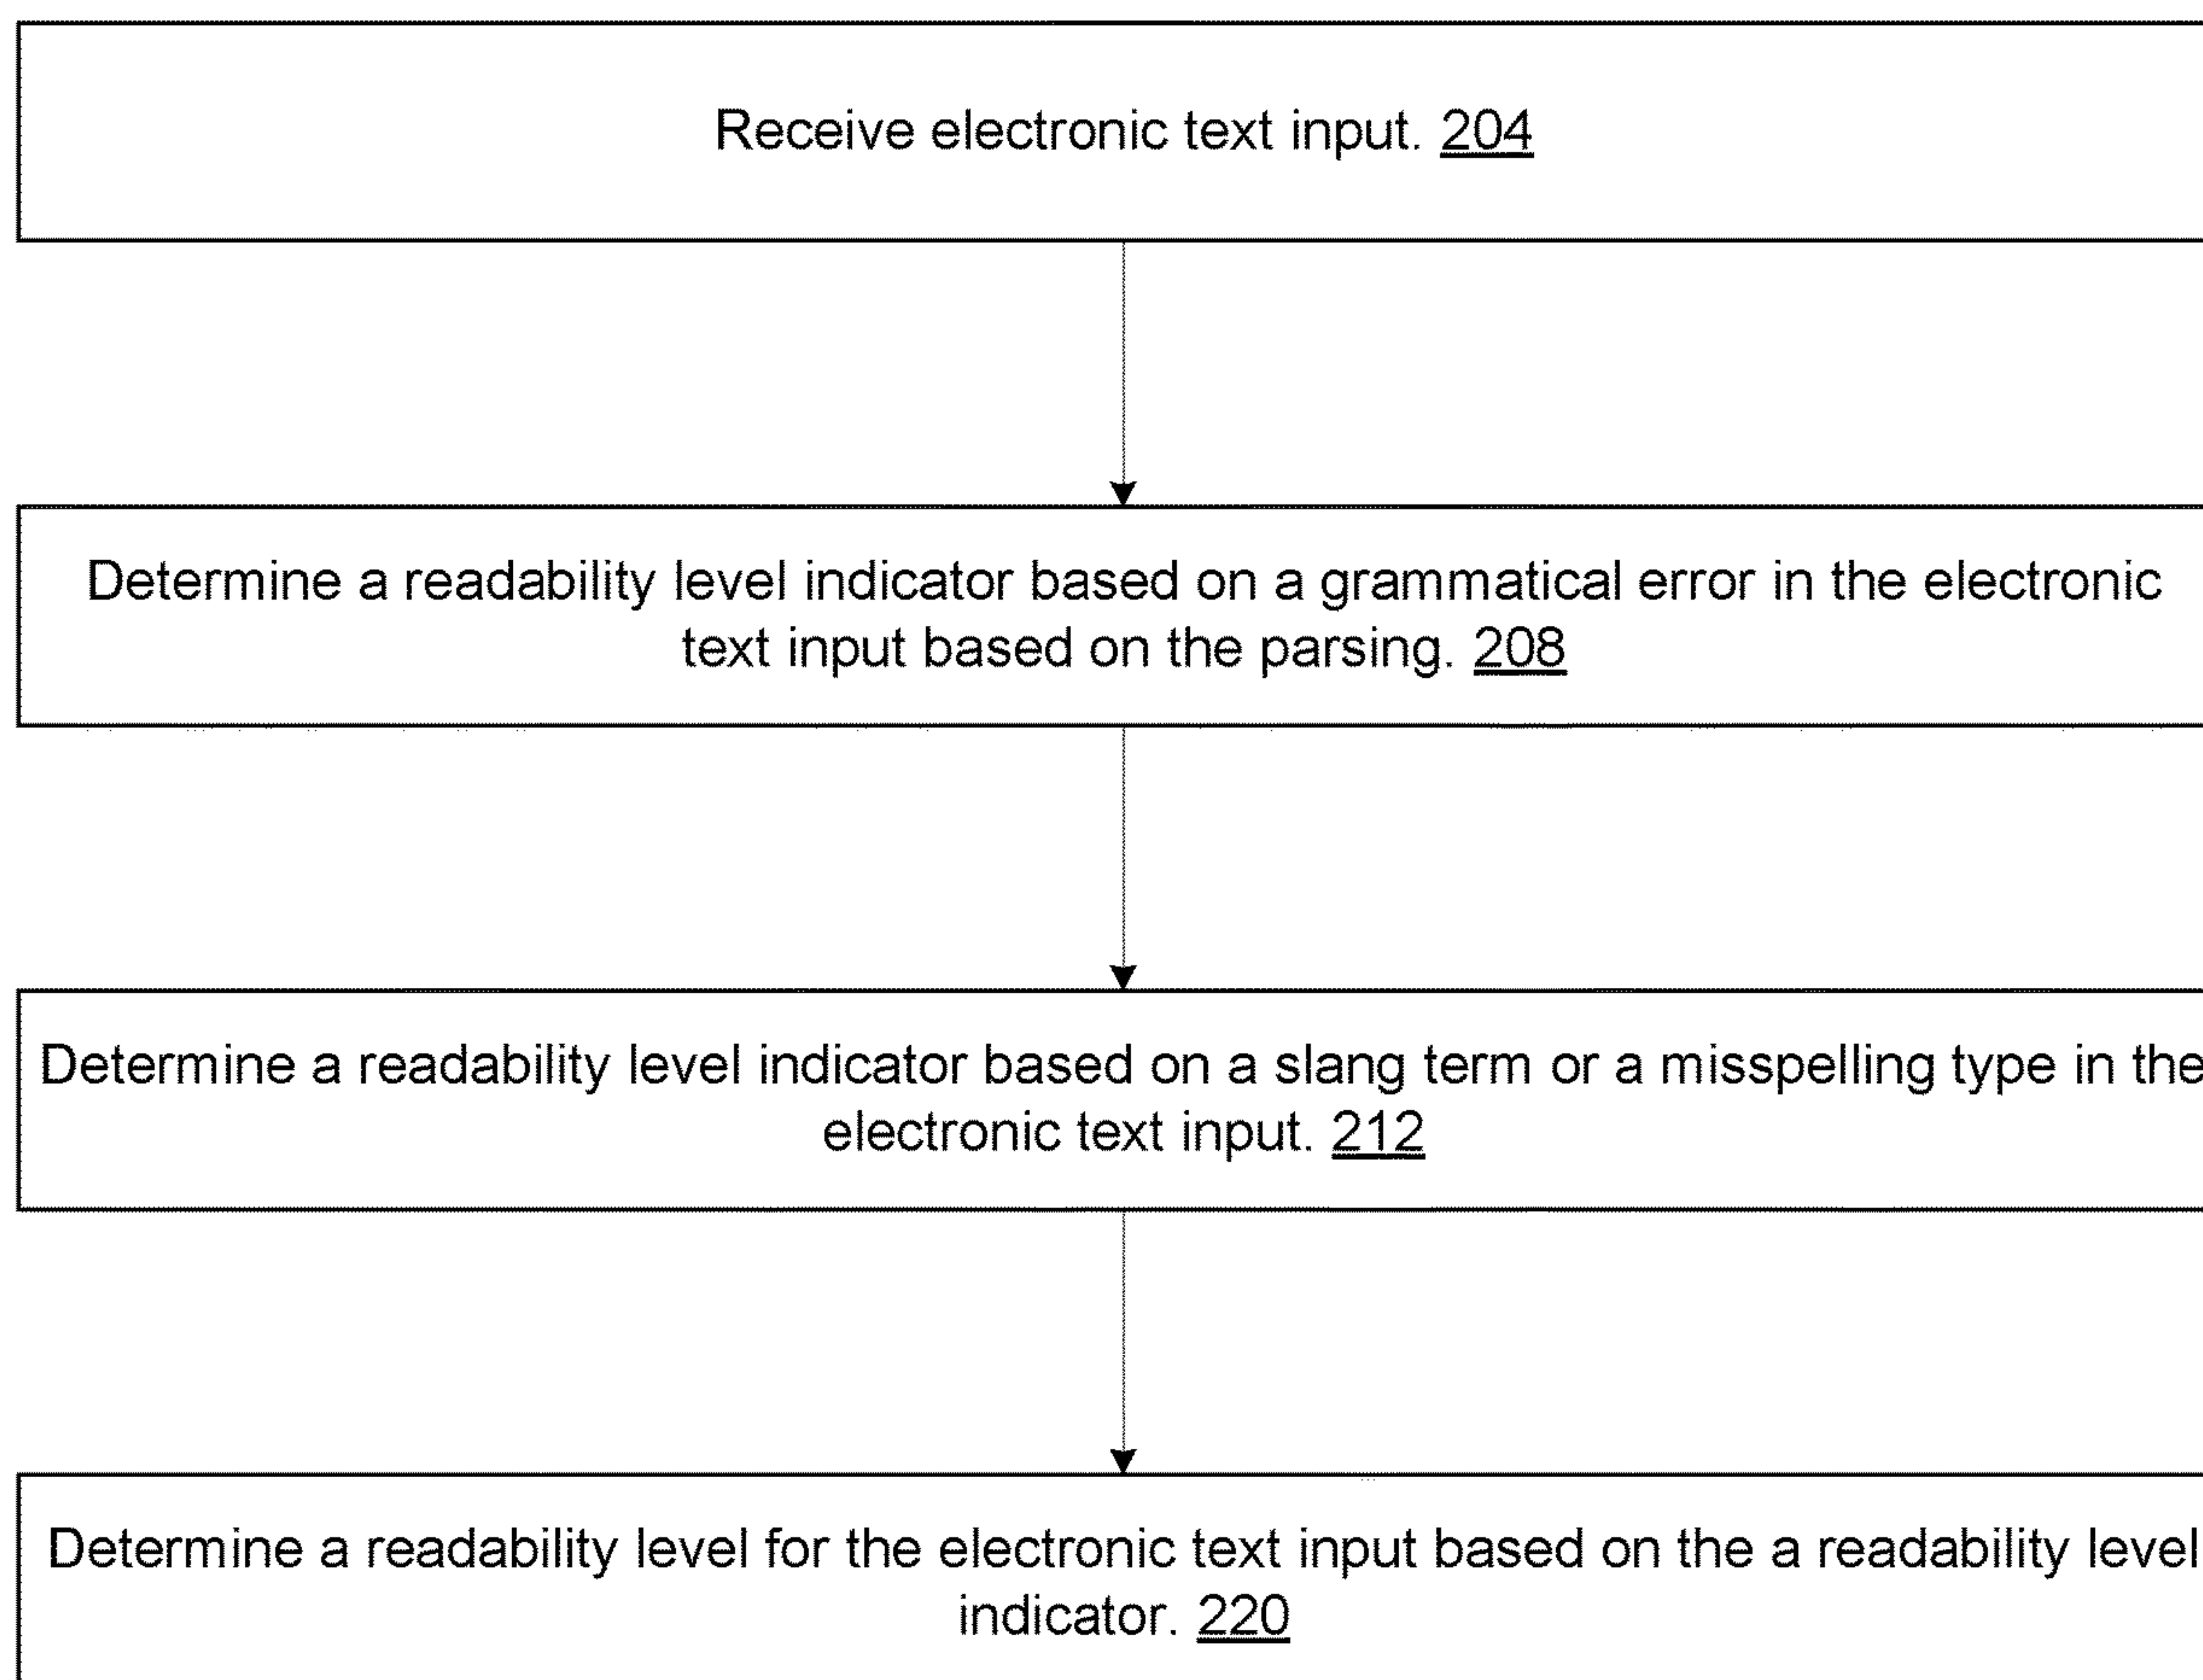 Receive electronic text input. 204
Determine a readability level indicator based on a grammatical error in the electronic
text input based on the parsing. 208
Determine a readability level indicator based on a slang term or a misspelling type in the
electronic text input. 212
Determine a readability level for the electronic text input based on the a readability level
indicator. 220